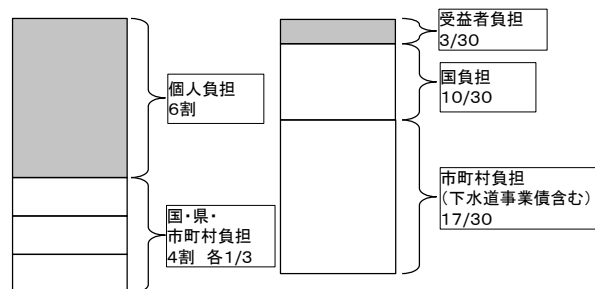 個人負担
6割
国・県・
市町村負担
4割 各1/3
受益者負担
3/30
国負担
10/30
市町村負担
(下水道事業債含む)
17/30